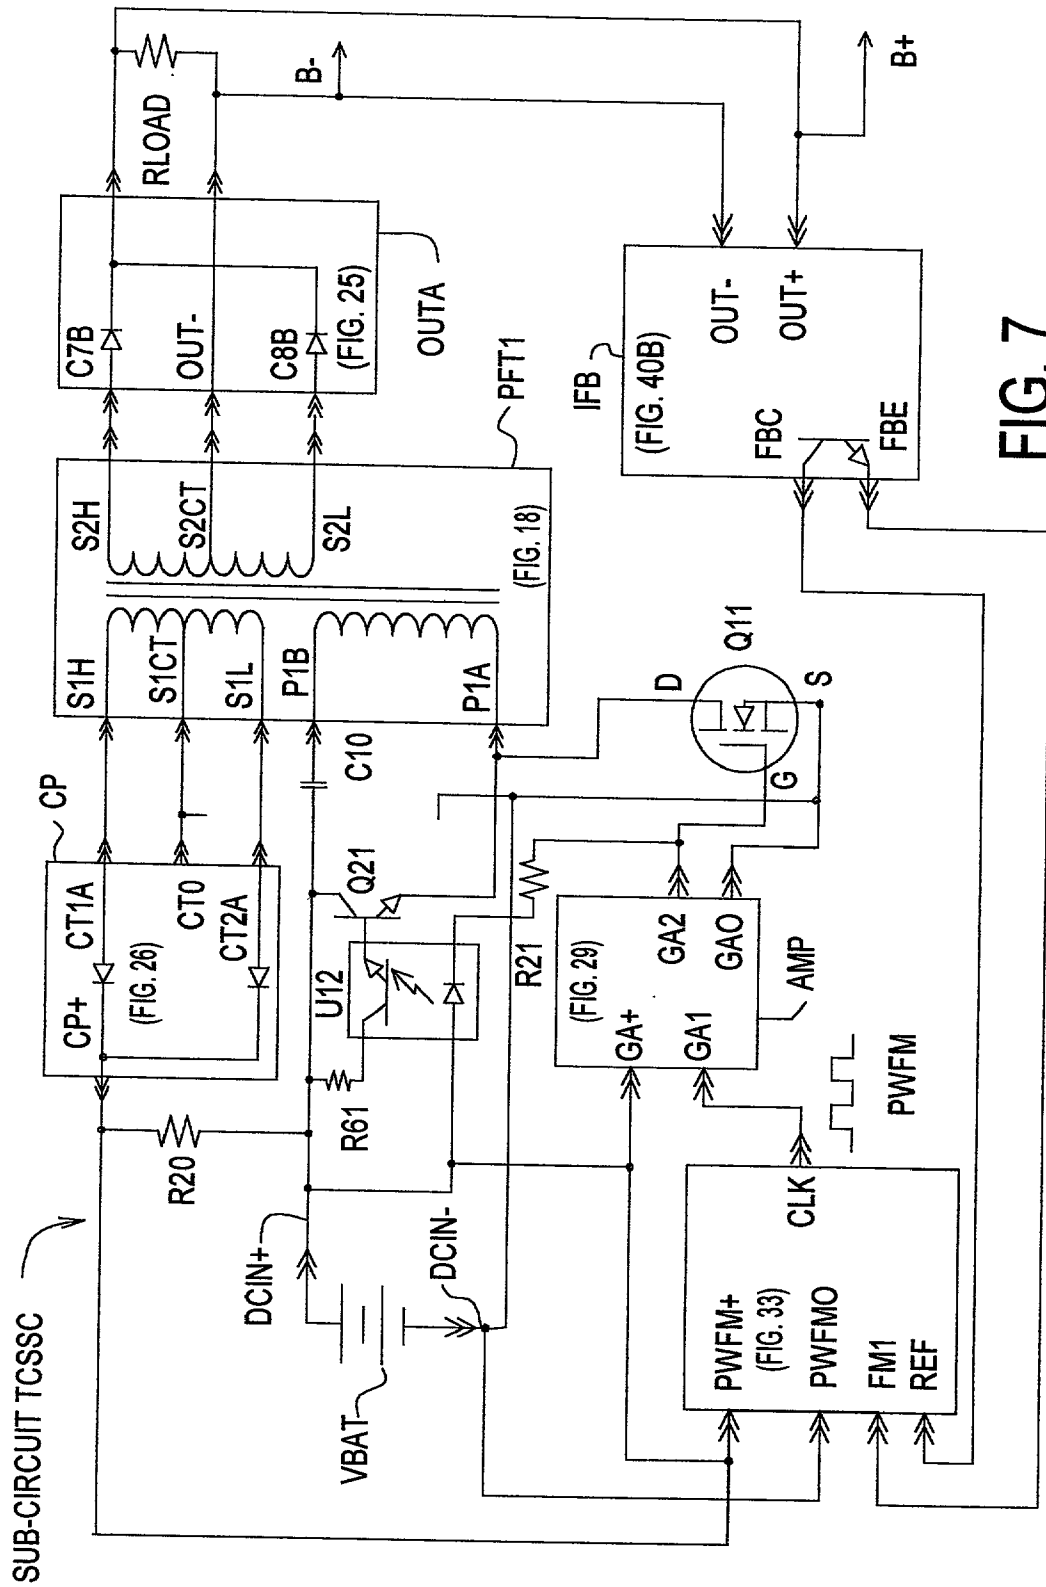 SUB-CIRCUIT TCSSC
R20
CP+
(FIG. 26)
CT1A
CT0
CT2A
CP
S1H
S1CT
S1L
P1B
P1A
S2H
S2CT
S2L
(FIG. 18)
PFT1
C7B
OUT-
C8B
(FIG. 25)
OUTA
RLOAD
B-
B+
DCIN+
DCIN-
VBAT
R61
U12
Q21
C10
R21
D
G
S
Q11
GA+
(FIG. 29)
GA1
GA2
GAO
AMP
PWFM
PWFM+
(FIG. 33)
PWFMO
FM1
REF
CLK
IFB
(FIG. 40B)
FBC
FBE
OUT-
OUT+
FIG. 7